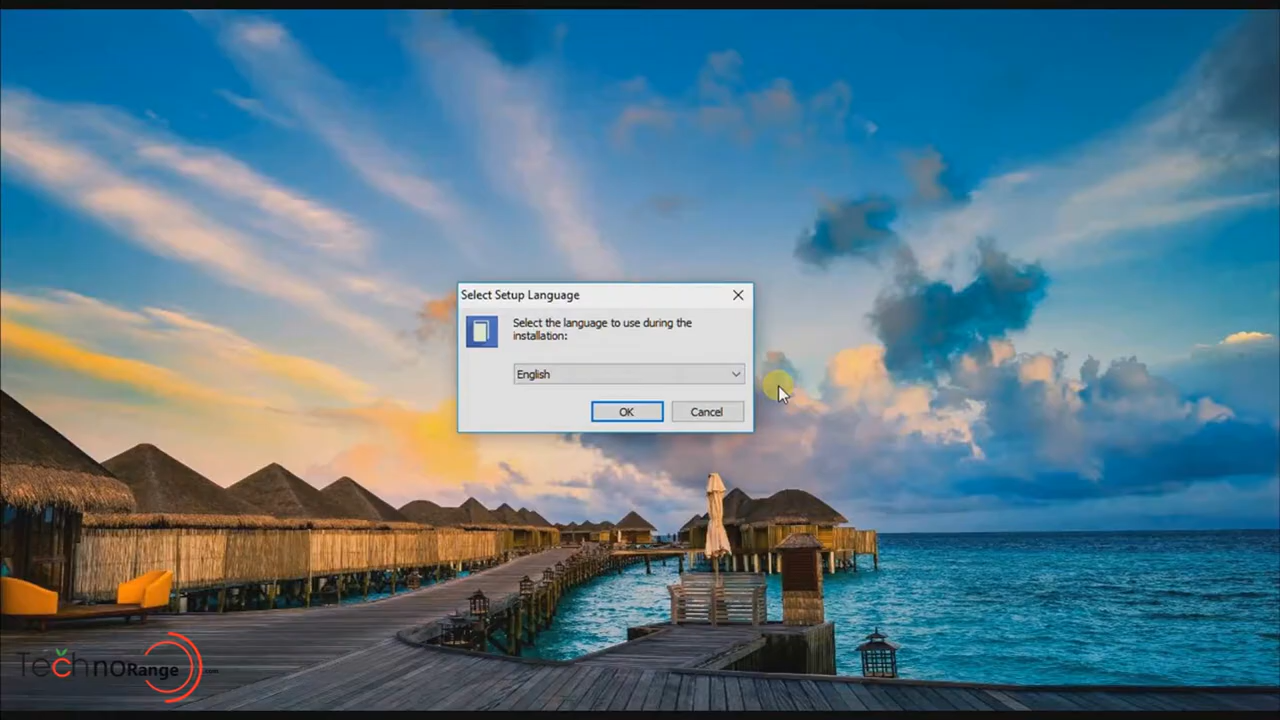 Select Setup Language
Select the language to use during the
installation:
English
OK
Cancel
TechnoRange